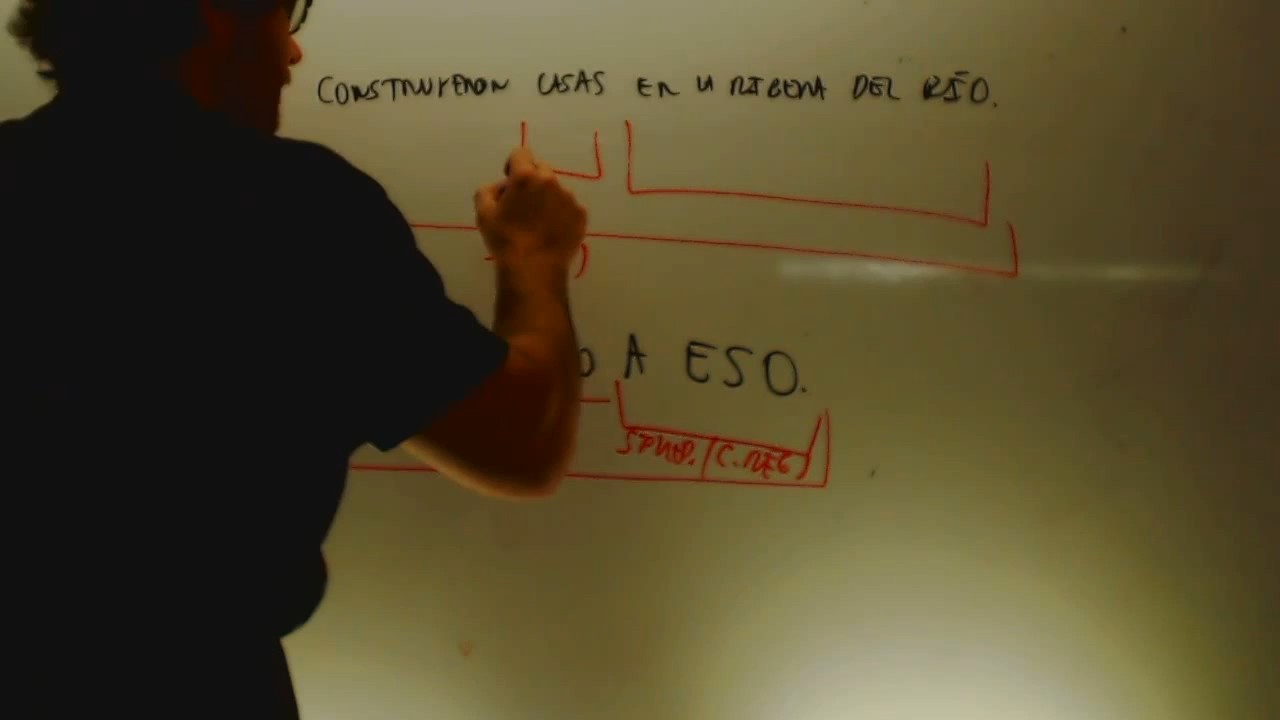 CONSTRUYERON CASAS EN LA RIBERA DEL RÍO.
A ESO.
SPREP. (C. REG)